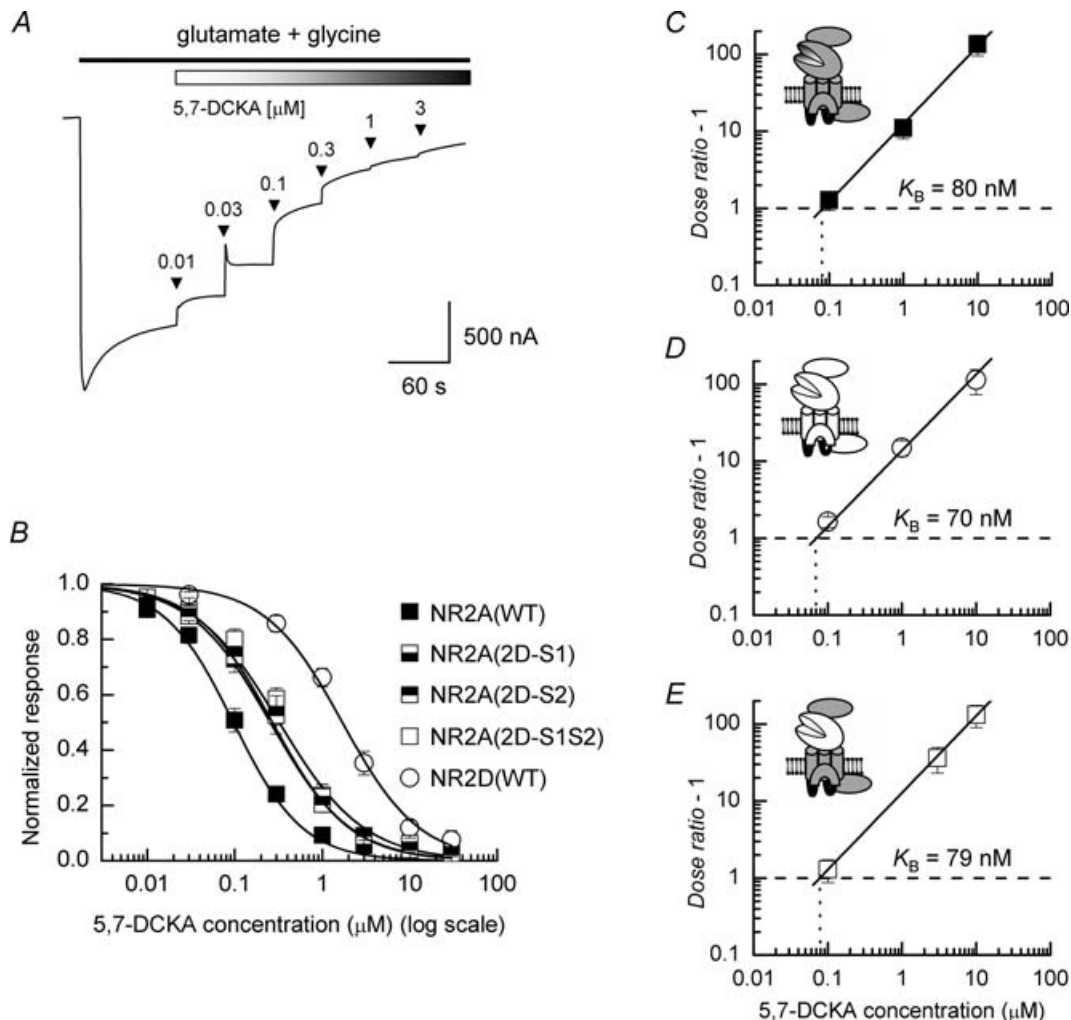 A
glutamate + glycine
5,7-DCKA [µM]
0.01
0.03
0.1
0.3
1
3
500 nA
60 s
B
Normalized response
1.0
0.8
0.6
0.4
0.2
0.0
0.01
0.1
1
10
100
5,7-DCKA concentration (µM) (log scale)
NR2A(WT)
NR2A(2D-S1)
NR2A(2D-S2)
NR2A(2D-S1S2)
NR2D(WT)
C
Dose ratio - 1
100
10
1
0.1
K_B = 80 nM
0.01
0.1
1
10
100
D
Dose ratio - 1
100
10
1
0.1
K_B = 70 nM
0.01
0.1
1
10
100
E
Dose ratio - 1
100
10
1
0.1
K_B = 79 nM
0.01
0.1
1
10
100
5,7-DCKA concentration (µM)